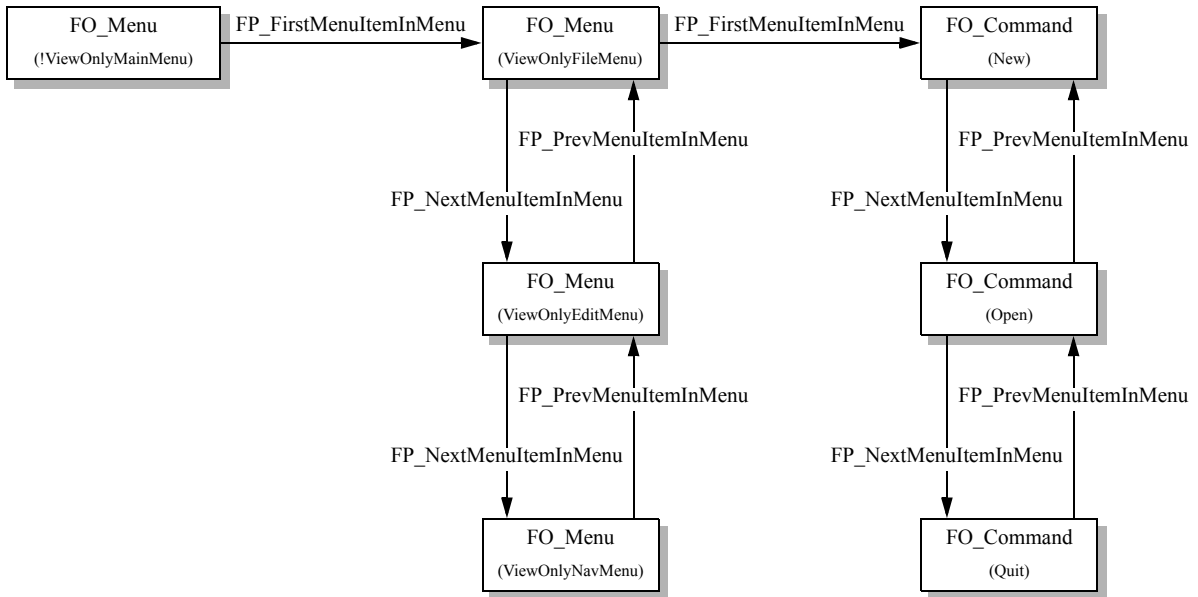 FO_Menu
(!ViewOnlyMainMenu)
FP_FirstMenuItemInMenu
FO_Menu
(ViewOnlyFileMenu)
FP_FirstMenuItemInMenu
FO_Command
(New)
FP_PrevMenuItemInMenu
FP_PrevMenuItemInMenu
FP_NextMenuItemInMenu
FP_NextMenuItemInMenu
FO_Menu
(ViewOnlyEditMenu)
FO_Command
(Open)
FP_PrevMenuItemInMenu
FP_PrevMenuItemInMenu
FP_NextMenuItemInMenu
FP_NextMenuItemInMenu
FO_Menu
(ViewOnlyNavMenu)
FO_Command
(Quit)